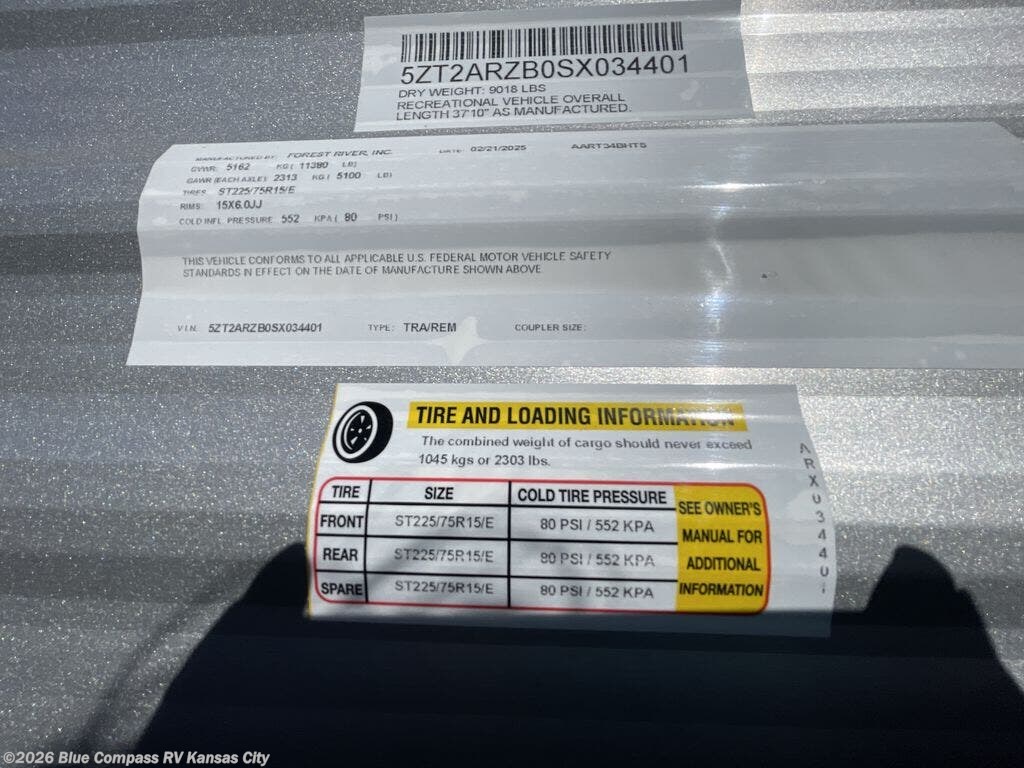 5ZT2ARZB0SX034401
DRY WEIGHT: 9018 LBS
RECREATIONAL VEHICLE OVERALL
LENGTH 37'10" AS MANUFACTURED.
MANUFACTURED BY: FOREST RIVER, INC. DATE: 02/21/2025 AART34BHTS
GVWR: 5162 KG ( 11380 LB)
GAWR (EACH AXLE): 2313 KG ( 5100 LB)
TIRES ST225/75R15/E
RIMS: 15X6.0JJ
COLD INFL. PRESSURE 552 KPA ( 80 PSI )
THIS VEHICLE CONFORMS TO ALL APPLICABLE U.S. FEDERAL MOTOR VEHICLE SAFETY
STANDARDS IN EFFECT ON THE DATE OF MANUFACTURE SHOWN ABOVE.
V.I.N. 5ZT2ARZB0SX034401 TYPE: TRA/REM COUPLER SIZE:
TIRE AND LOADING INFORMATION
The combined weight of cargo should never exceed
1045 kgs or 2303 lbs.
TIRE SIZE COLD TIRE PRESSURE SEE OWNER'S
FRONT ST225/75R15/E 80 PSI / 552 KPA MANUAL FOR
REAR ST225/75R15/E 80 PSI / 552 KPA ADDITIONAL
SPARE ST225/75R15/E 80 PSI / 552 KPA INFORMATION
ARX034401
©2026 Blue Compass RV Kansas City